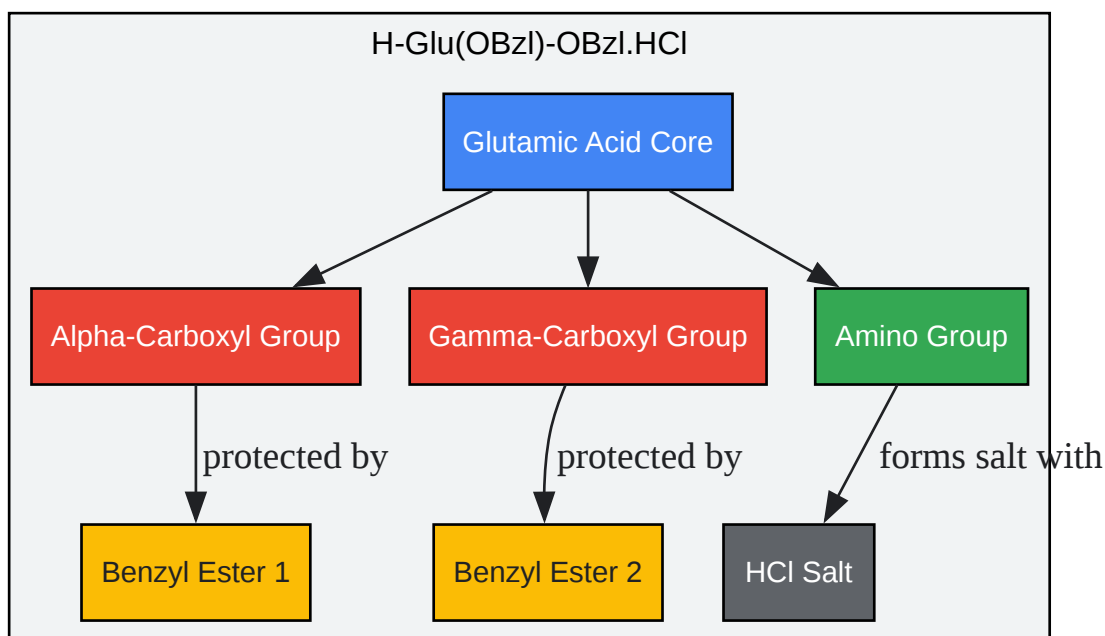 H-Glu(OBzl)-OBzl.HCl
Glutamic Acid Core
Alpha-Carboxyl Group
Gamma-Carboxyl Group
Amino Group
protected by
protected by
forms salt with
Benzyl Ester 1
Benzyl Ester 2
HCl Salt